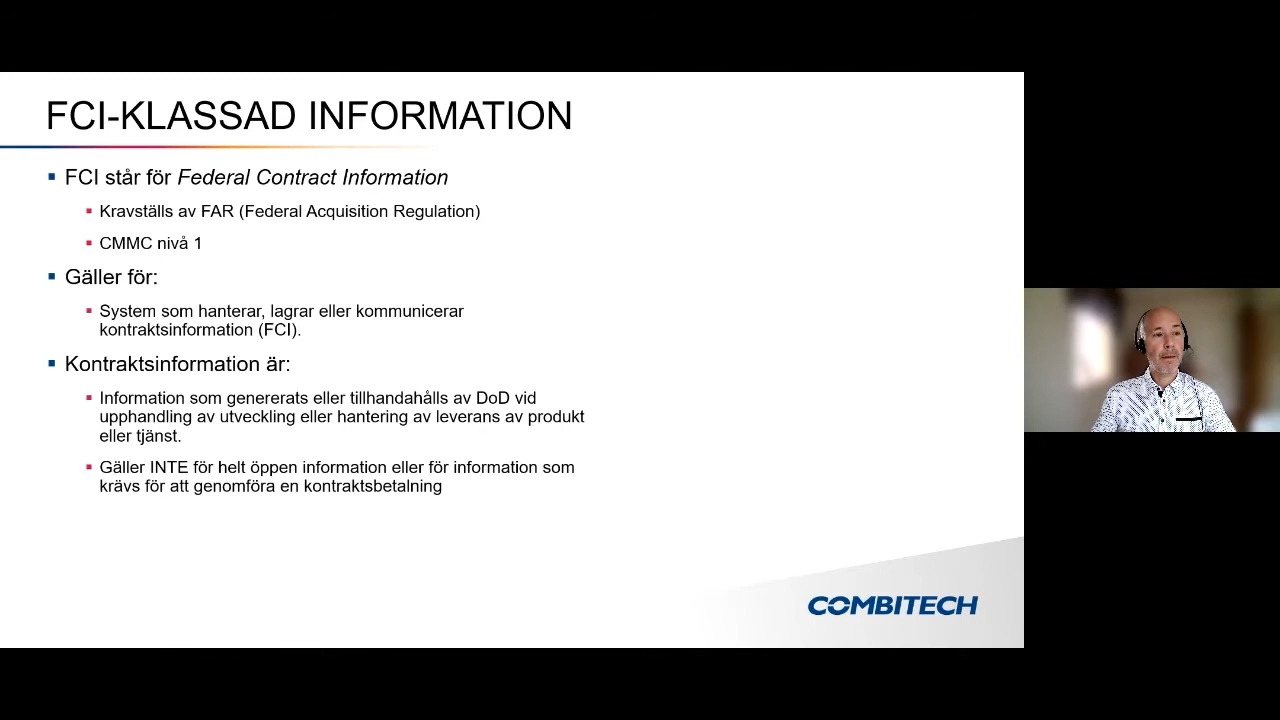 FCI-KLASSAD INFORMATION
FCI står för Federal Contract Information
Kravställs av FAR (Federal Acquisition Regulation)
CMMC nivå 1
Gäller för:
System som hanterar, lagrar eller kommunicerar
kontraktsinformation (FCI).
Kontraktsinformation är:
Information som genererats eller tillhandahålls av DoD vid
upphandling av utveckling eller hantering av leverans av produkt
eller tjänst.
Gäller INTE för helt öppen information eller för information som
krävs för att genomföra en kontraktsbetalning
COMBITECH